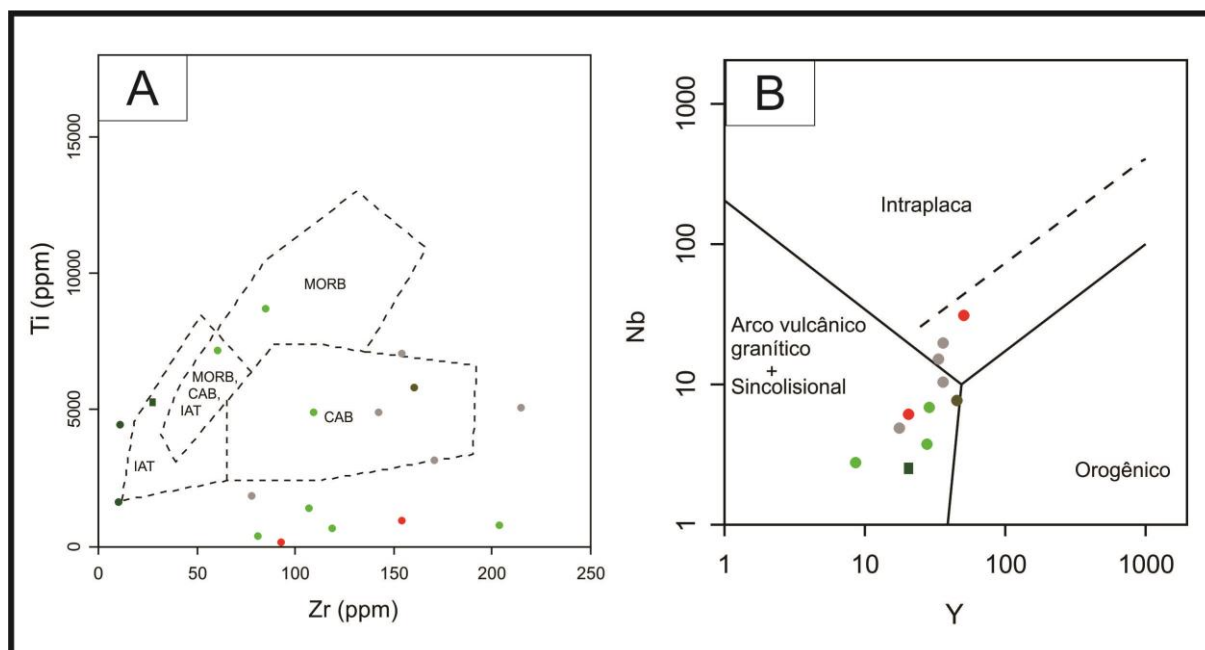 A
15000
10000
5000
0
Ti (ppm)
MORB
MORB,
CAB,
IAT
CAB
IAT
0
50
100
150
200
250
Zr (ppm)
B
1000
100
10
1
Nb
Intraplaca
Arco vulcânico
granítico
+
Sincolisional
Orogênico
1
10
100
1000
Y